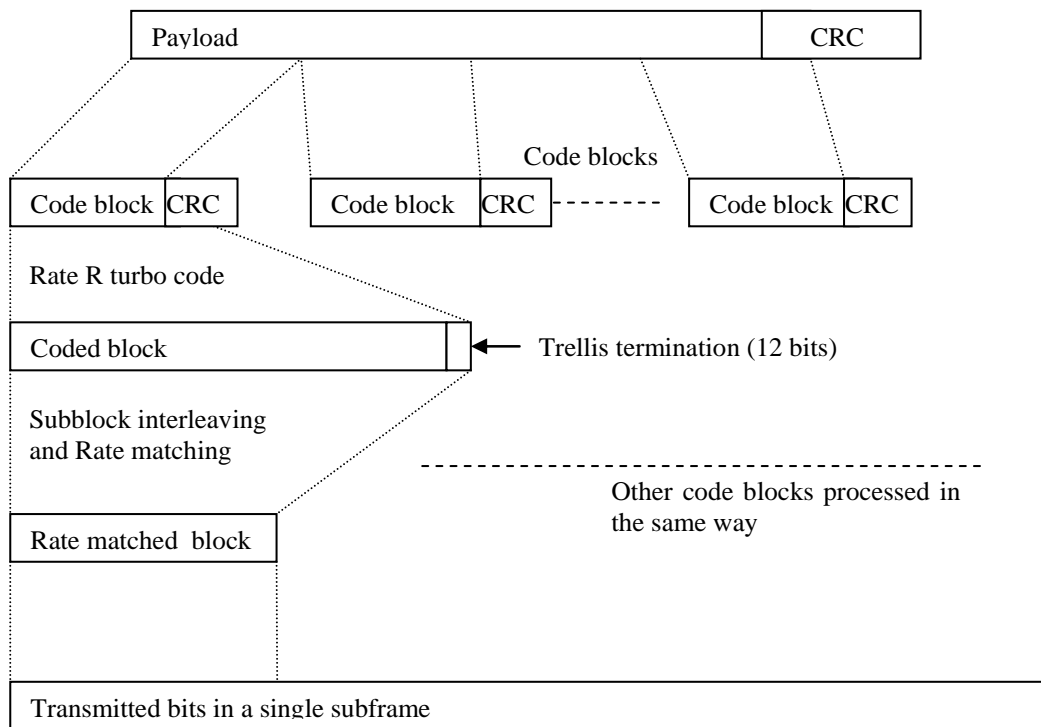 Payload CRC
Code blocks
Code block CRC Code block CRC Code block CRC
Rate R turbo code
Coded block Trellis termination (12 bits)
Subblock interleaving
and Rate matching
Other code blocks processed in
the same way
Rate matched block
Transmitted bits in a single subframe